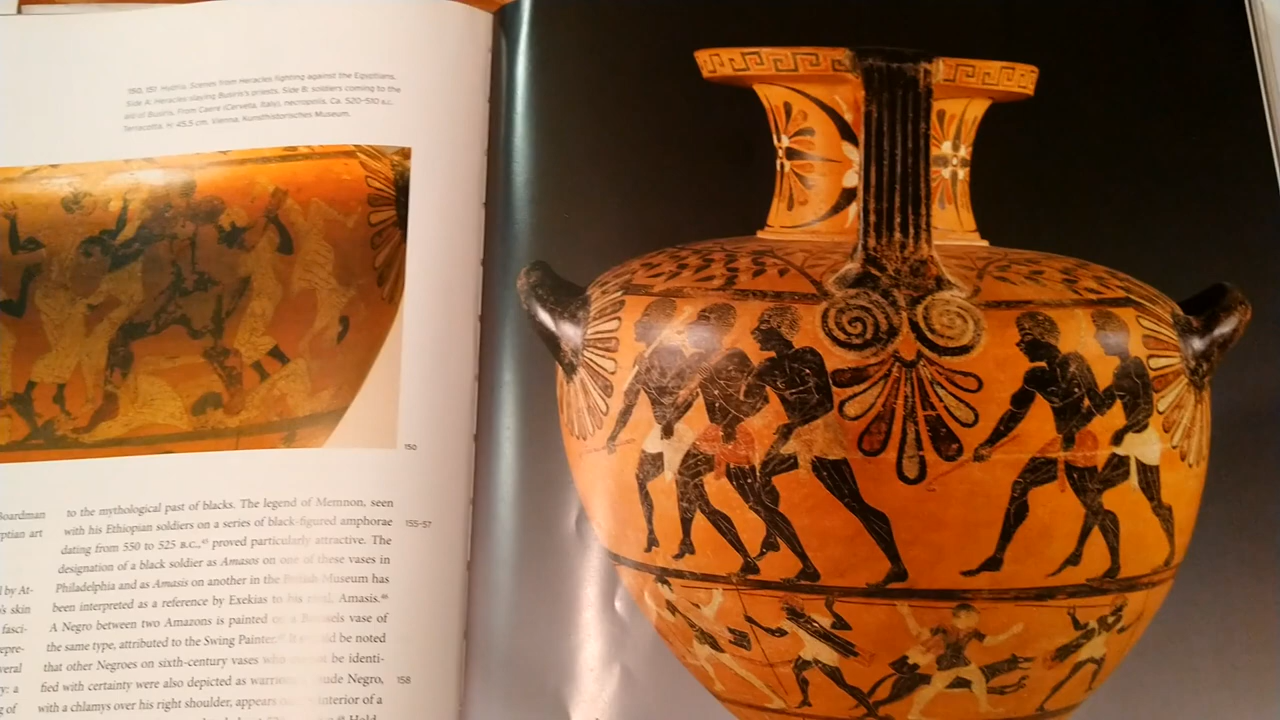 150, 151 Hydria. Scenes from Heracles fighting against the Egyptians.
Side A: Heracles slaying Busiris's priests. Side B: soldiers coming to the
aid of Busiris. From Caere (Cerveta, Italy), necropolis. Ca. 520–510 B.C.
Terracotta. H: 45.5 cm. Vienna, Kunsthistorisches Museum.
150
Boardman
ptian art
l by At-
's skin
fasci-
epre-
veral
y: a
g of
to the mythological past of blacks. The legend of Memnon, seen
with his Ethiopian soldiers on a series of black-figured amphorae
155–57
dating from 550 to 525 B.C.,⁴⁵ proved particularly attractive. The
designation of a black soldier as Amasos on one of these vases in
Philadelphia and as Amasis on another in the British Museum has
been interpreted as a reference by Exekias to his rival, Amasis.⁴⁶
A Negro between two Amazons is painted on a vase of
the same type, attributed to the Swing Painter. It should be noted
that other Negroes on sixth-century vases who cannot be identi-
fied with certainty were also depicted as nude Negro,
158
with a chlamys over his right shoulder, appears interior of a